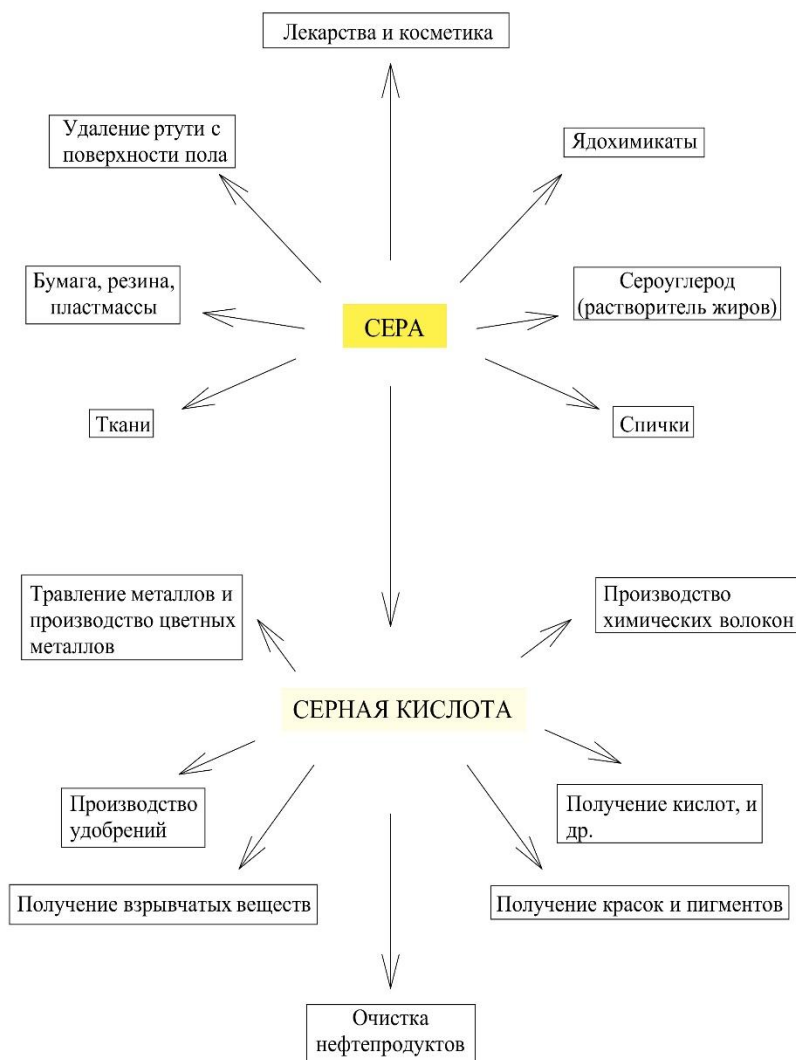 Лекарства и косметика
Удаление ртути с
поверхности пола
Ядохимикаты
Бумага, резина,
пластмассы
Сероуглерод
(растворитель жиров)
СЕРА
Ткани
Спички
Травление металлов и
производство цветных
металлов
Производство
химических волокон
СЕРНАЯ КИСЛОТА
Производство
удобрений
Получение кислот, и
др.
Получение взрывчатых веществ
Получение красок и пигментов
Очистка
нефтепродуктов